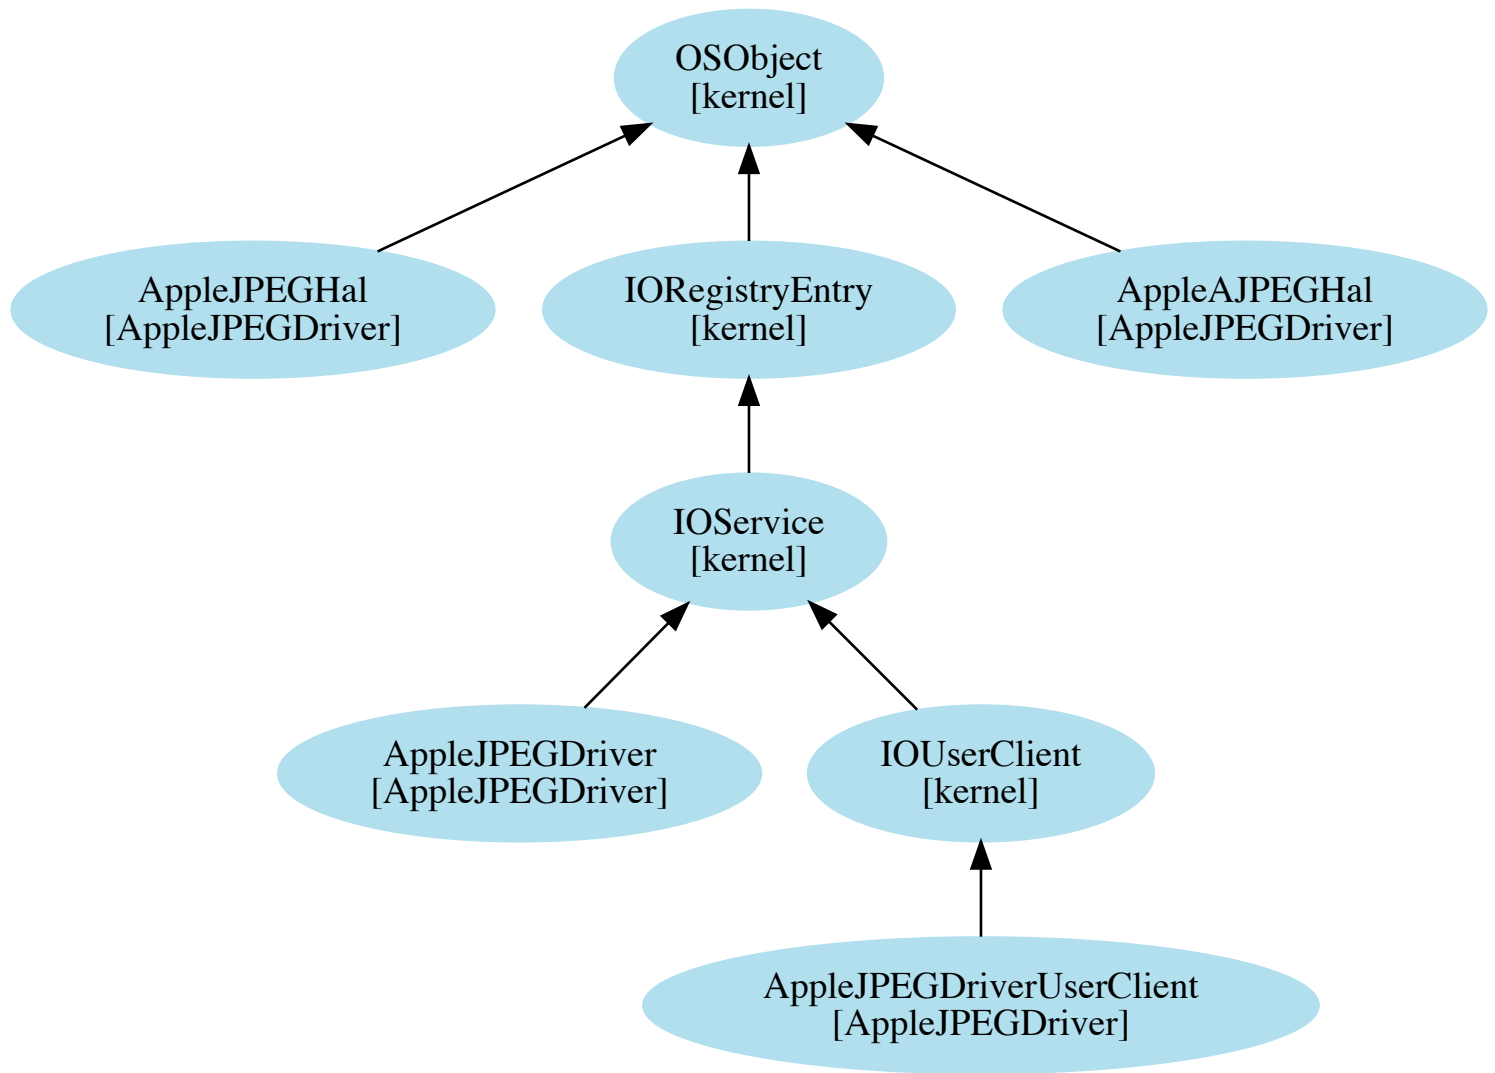 OSObject
[kernel]
AppleJPEGHal
[AppleJPEGDriver]
IORegistryEntry
[kernel]
AppleAJPEGHal
[AppleJPEGDriver]
IOService
[kernel]
AppleJPEGDriver
[AppleJPEGDriver]
IOUserClient
[kernel]
AppleJPEGDriverUserClient
[AppleJPEGDriver]